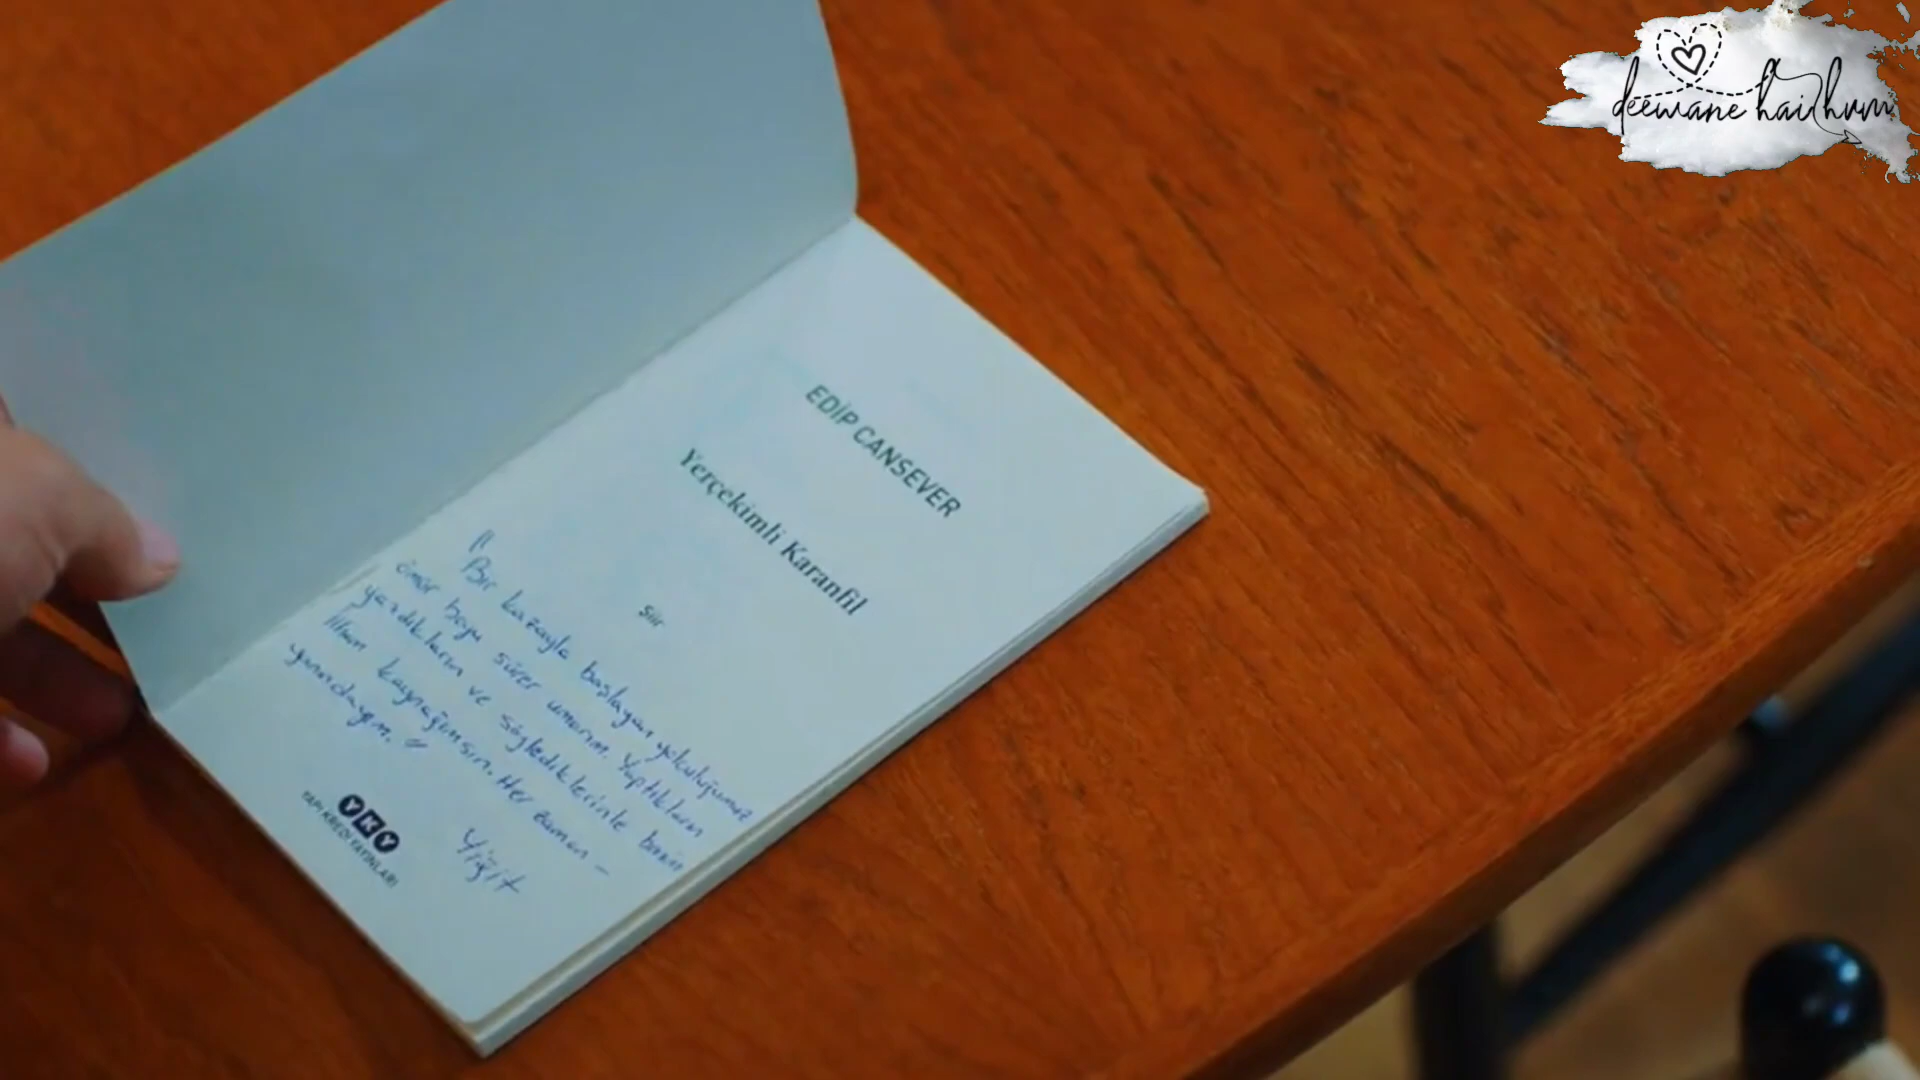 deewane hai hum
EDİP CANSEVER
Yerçekimli Karanfil
Şiir
"Bir kazayla başlayan yolculuğumuz
ömür boyu sürer umarım. Yaptıkların
yazdıkların ve söylediklerinle benim
ilham kaynağımsın. Her zaman -
yanındayım.
Yiğit
YKY
YAPI KREDİ YAYINLARI